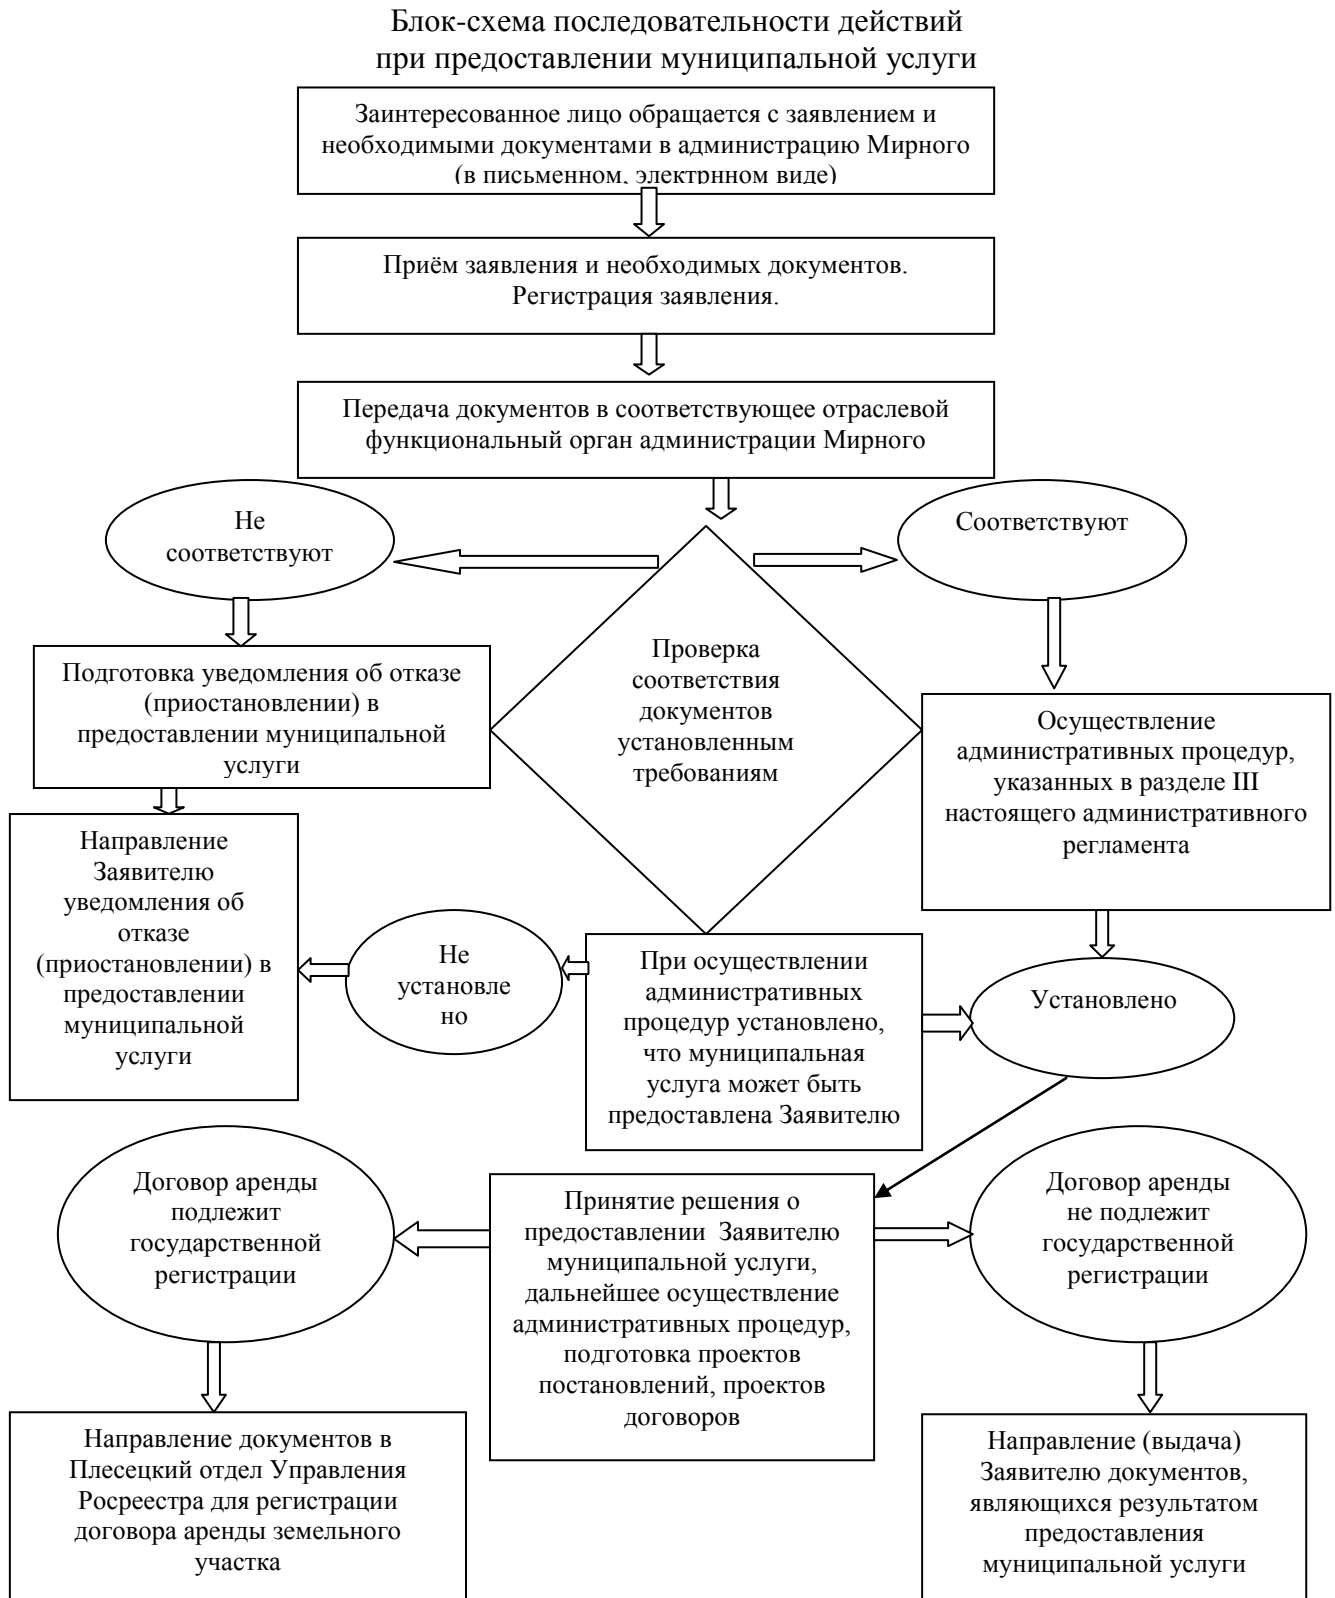 Блок-схема последовательности действий
при предоставлении муниципальной услуги
Заинтересованное лицо обращается с заявлением и
необходимыми документами в администрацию Мирного
(в письменном, электрнном виде)
Приём заявления и необходимых документов.
Регистрация заявления.
Передача документов в соответствующее отраслевой
функциональный орган администрации Мирного
Не
соответствуют
Соответствуют
Проверка
соответствия
документов
установленным
требованиям
Подготовка уведомления об отказе
(приостановлении) в
предоставлении муниципальной
услуги
Осуществление
административных процедур,
указанных в разделе III
настоящего административного
регламента
Направление
Заявителю
уведомления об
отказе
(приостановлении) в
предоставлении
муниципальной
услуги
Не
установле
но
При осуществлении
административных
процедур установлено,
что муниципальная
услуга может быть
предоставлена Заявителю
Установлено
Договор аренды
подлежит
государственной
регистрации
Принятие решения о
предоставлении Заявителю
муниципальной услуги,
дальнейшее осуществление
административных процедур,
подготовка проектов
постановлений, проектов
договоров
Договор аренды
не подлежит
государственной
регистрации
Направление документов в
Плесецкий отдел Управления
Росреестра для регистрации
договора аренды земельного
участка
Направление (выдача)
Заявителю документов,
являющихся результатом
предоставления
муниципальной услуги